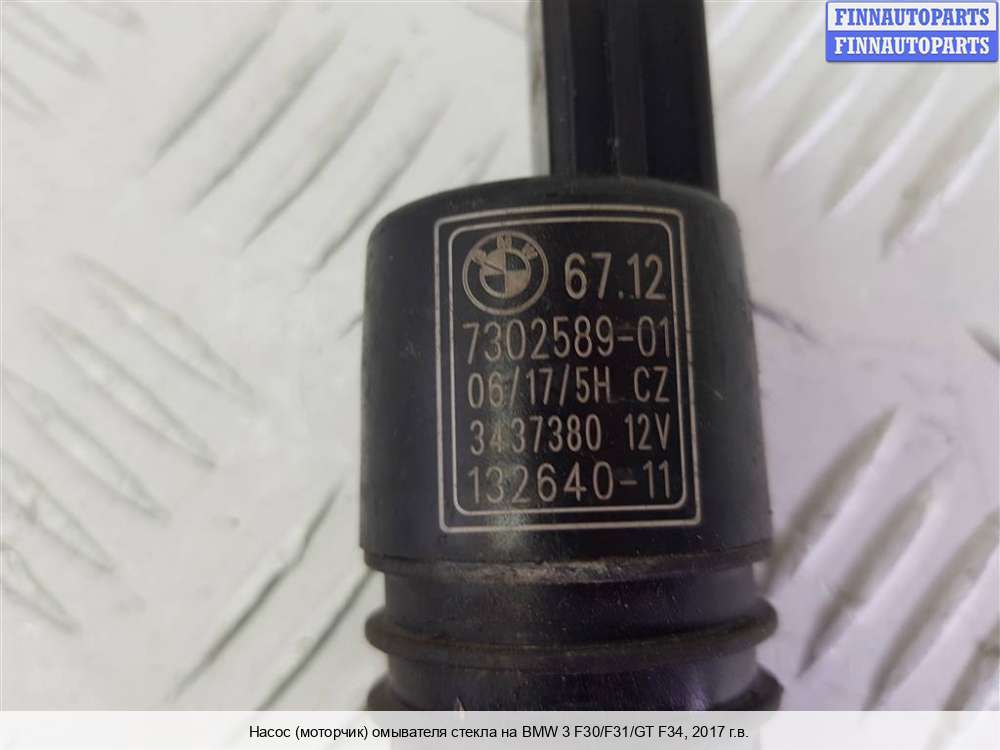 FINNAUTOPARTS
FINNAUTOPARTS
BMW
67.12
7302589-01
06/17/5H CZ
3437380 12V
132640-11
Насос (моторчик) омывателя стекла на BMW 3 F30/F31/GT F34, 2017 г.в.